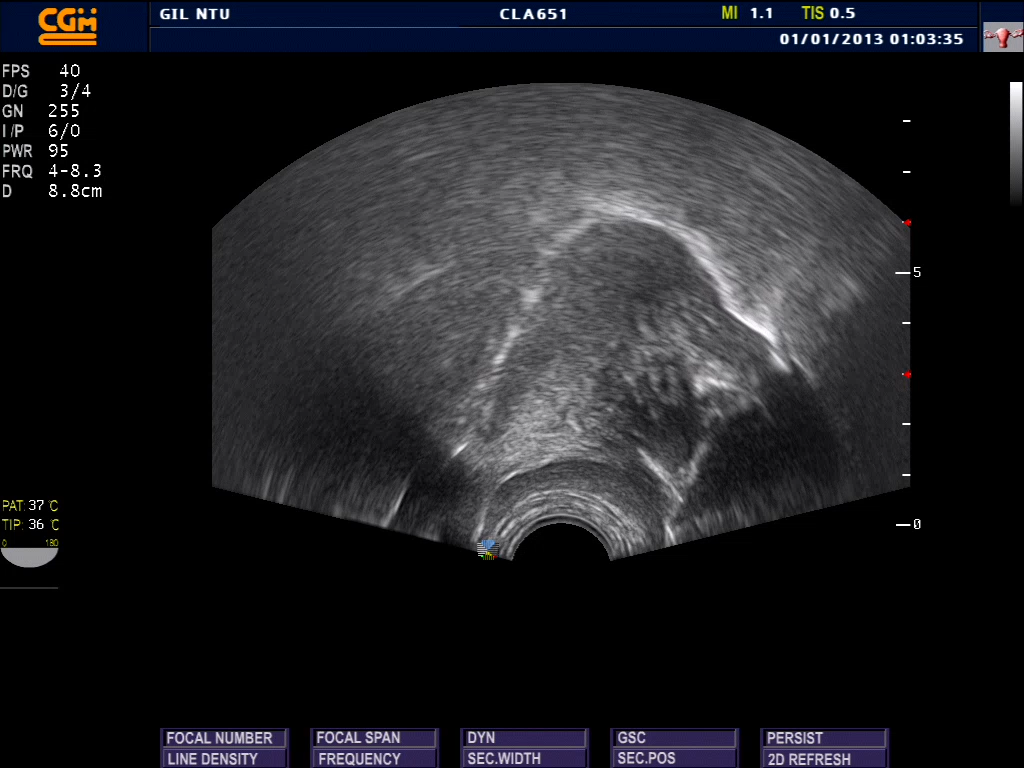 CGM
GIL NTU CLA651 MI 1.1 TIS 0.5
01/01/2013 01:03:35
FPS 40
D/G 3/4
GN 255
I/P 6/0
PWR 95
FRQ 4-8.3
D 8.8cm
5
PAT: 37 °C
TIP: 36 °C
0 180
0
FOCAL NUMBER FOCAL SPAN DYN GSC PERSIST
LINE DENSITY FREQUENCY SEC.WIDTH SEC.POS 2D REFRESH